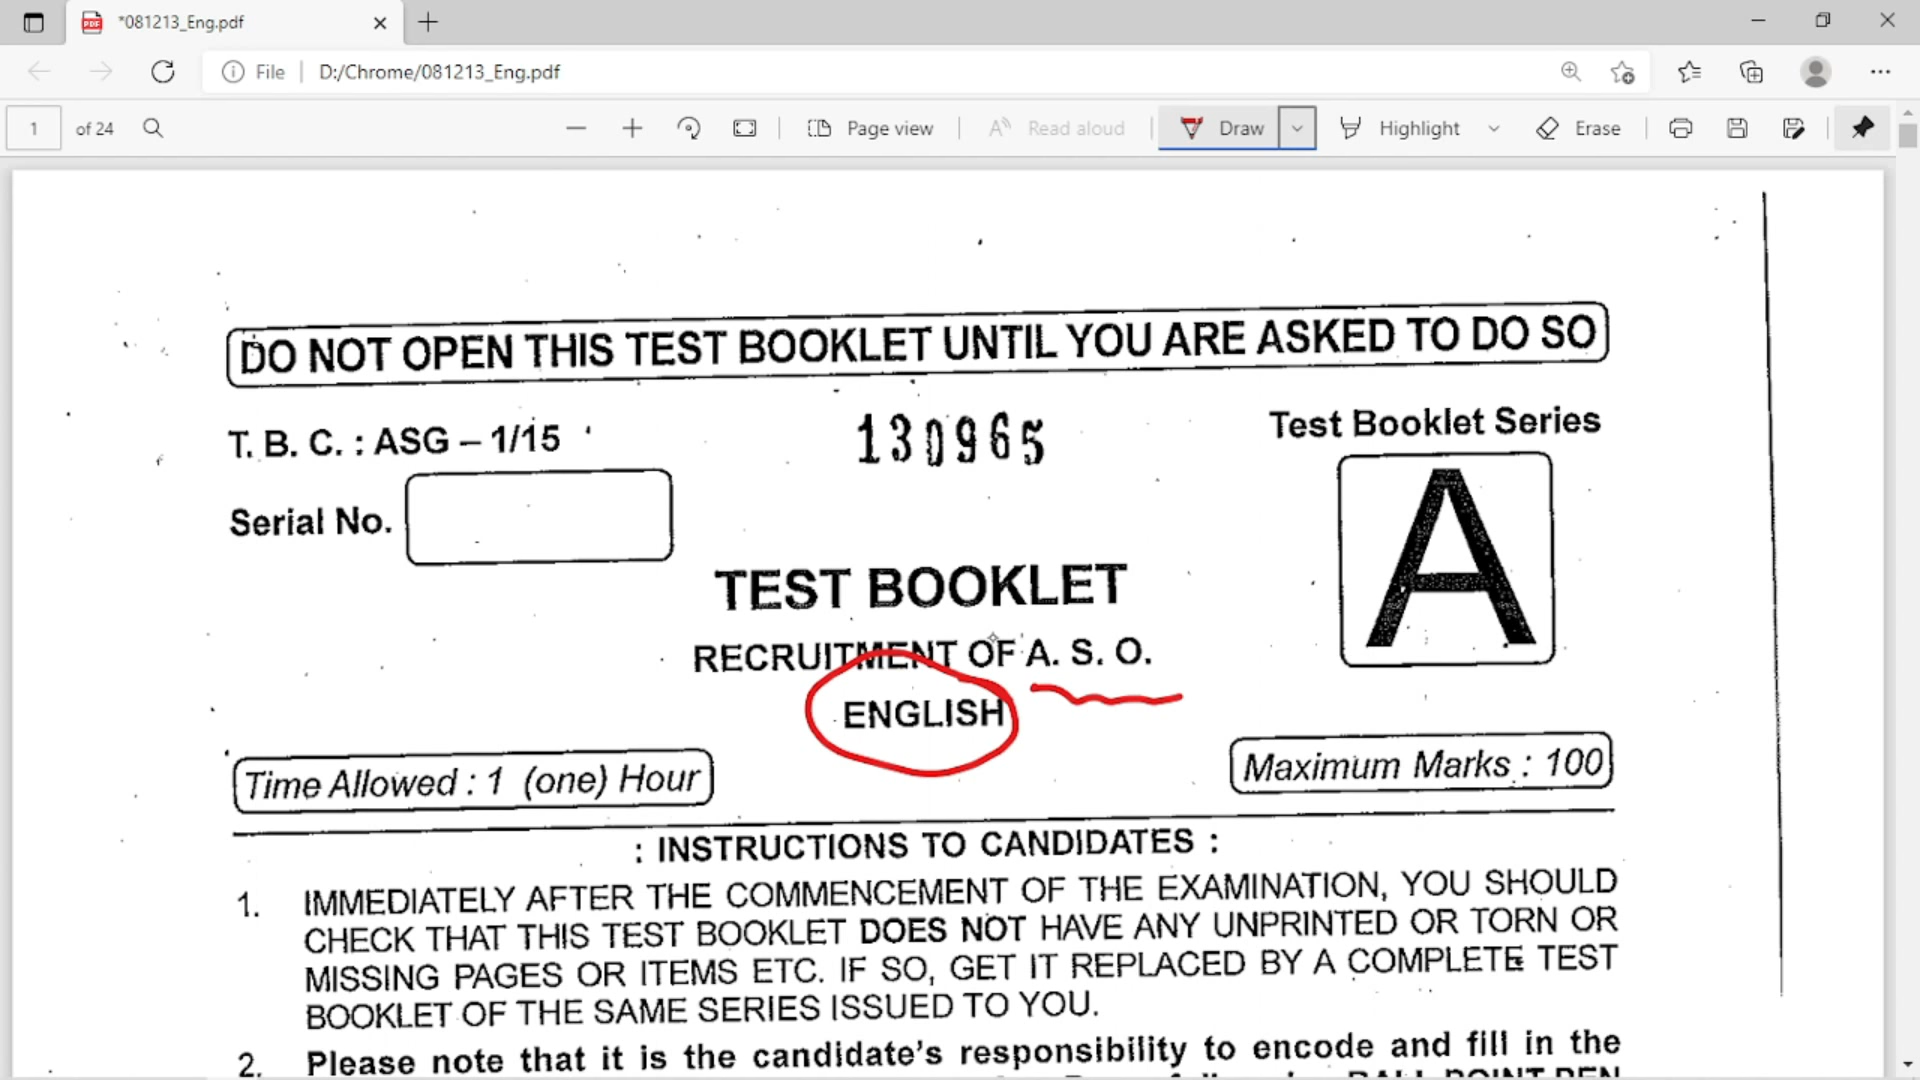 *081213_Eng.pdf
File D:/Chrome/081213_Eng.pdf
1 of 24 Page view Read aloud Draw Highlight Erase
DO NOT OPEN THIS TEST BOOKLET UNTIL YOU ARE ASKED TO DO SO
T. B. C. : ASG – 1/15 130965 Test Booklet Series
Serial No. A
TEST BOOKLET
RECRUITMENT OF A. S. O.
ENGLISH
Time Allowed : 1 (one) Hour Maximum Marks : 100
: INSTRUCTIONS TO CANDIDATES :
1. IMMEDIATELY AFTER THE COMMENCEMENT OF THE EXAMINATION, YOU SHOULD
CHECK THAT THIS TEST BOOKLET DOES NOT HAVE ANY UNPRINTED OR TORN OR
MISSING PAGES OR ITEMS ETC. IF SO, GET IT REPLACED BY A COMPLETE TEST
BOOKLET OF THE SAME SERIES ISSUED TO YOU.
2. Please note that it is the candidate's responsibility to encode and fill in the
BALL POINT PEN